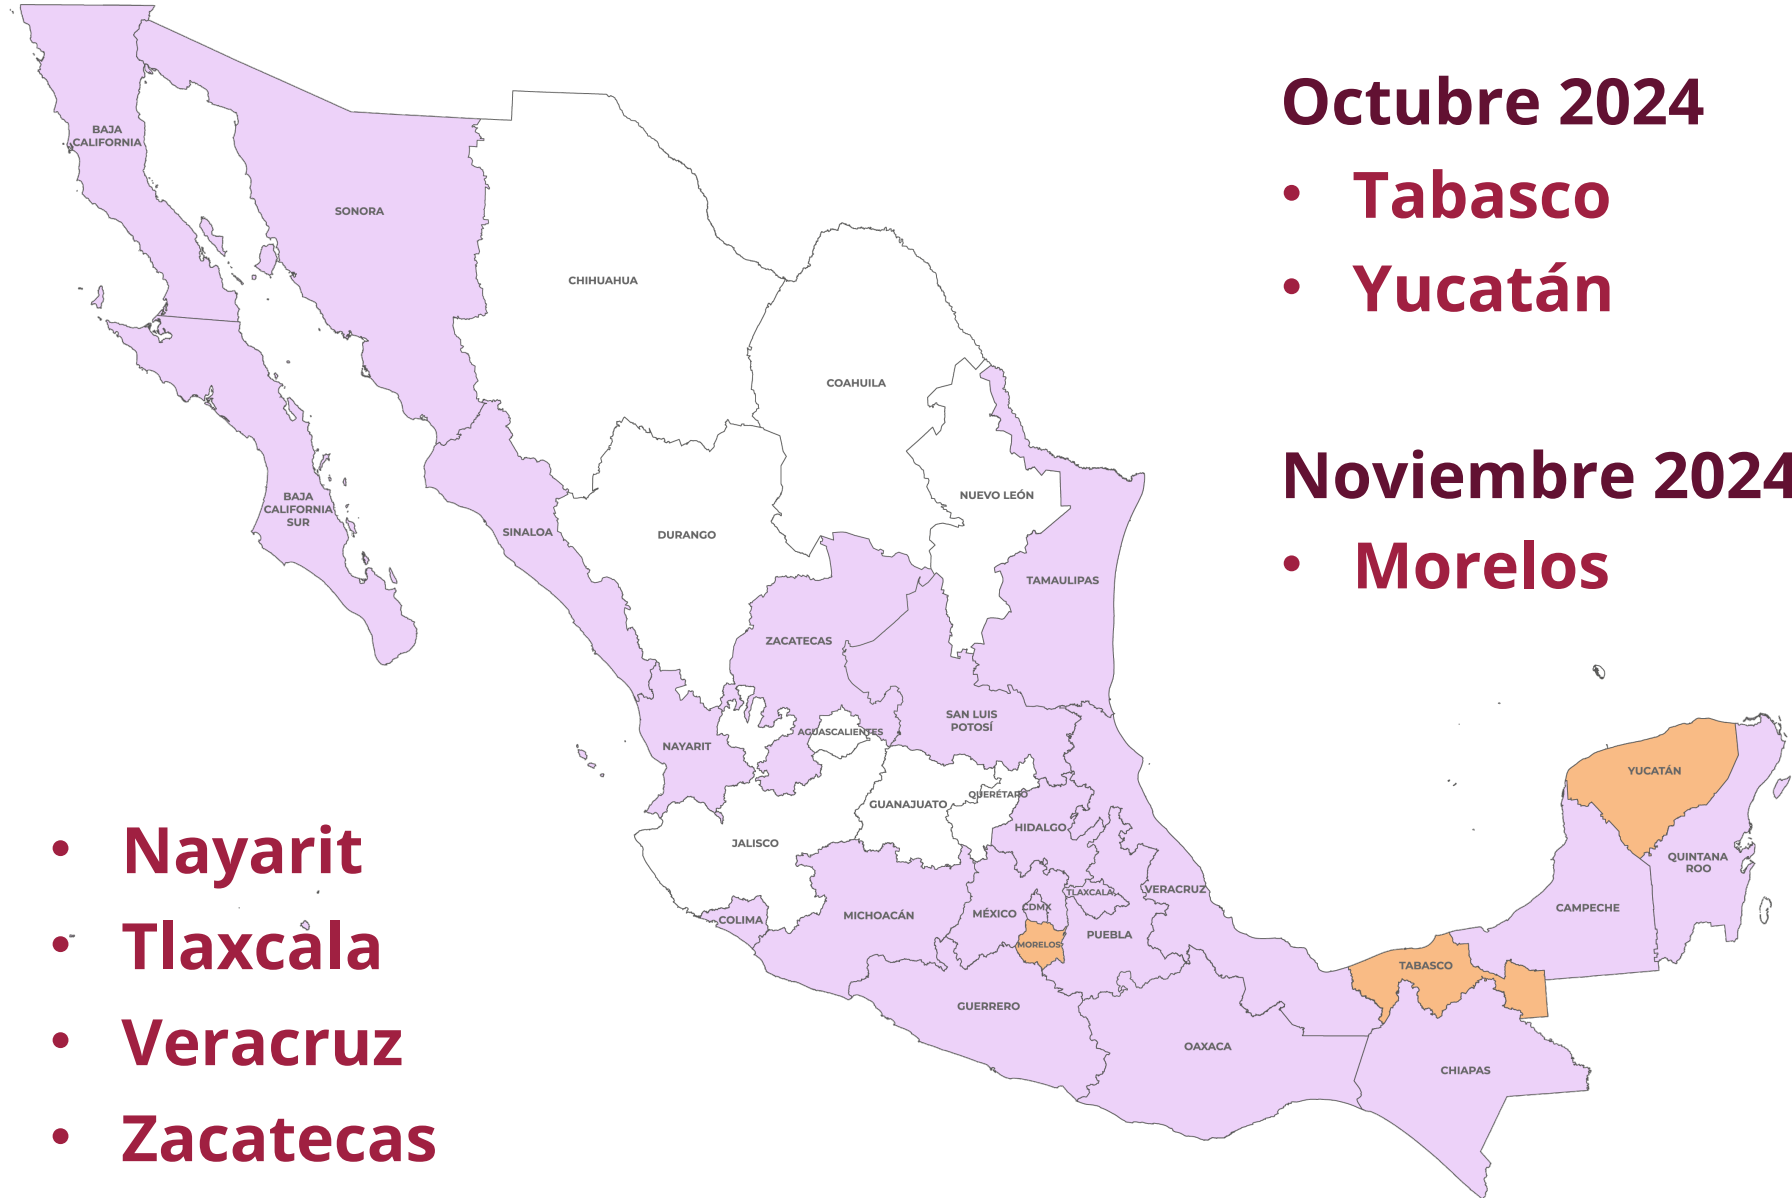 Octubre 2024
• Tabasco
• Yucatán
Noviembre 2024
• Morelos
• Nayarit
• Tlaxcala
• Veracruz
• Zacatecas
BAJA
CALIFORNIA
SONORA
CHIHUAHUA
COAHUILA
BAJA
CALIFORNIA
SUR
SINALOA
DURANGO
NUEVO LEÓN
TAMAULIPAS
ZACATECAS
SAN LUIS
POTOSÍ
NAYARIT
AGUASCALIENTES
GUANAJUATO
QUERÉTARO
HIDALGO
JALISCO
COLIMA
MICHOACÁN
MÉXICO
CDMX
TLAXCALA
VERACRUZ
MORELOS
PUEBLA
GUERRERO
OAXACA
TABASCO
CHIAPAS
CAMPECHE
YUCATÁN
QUINTANA
ROO